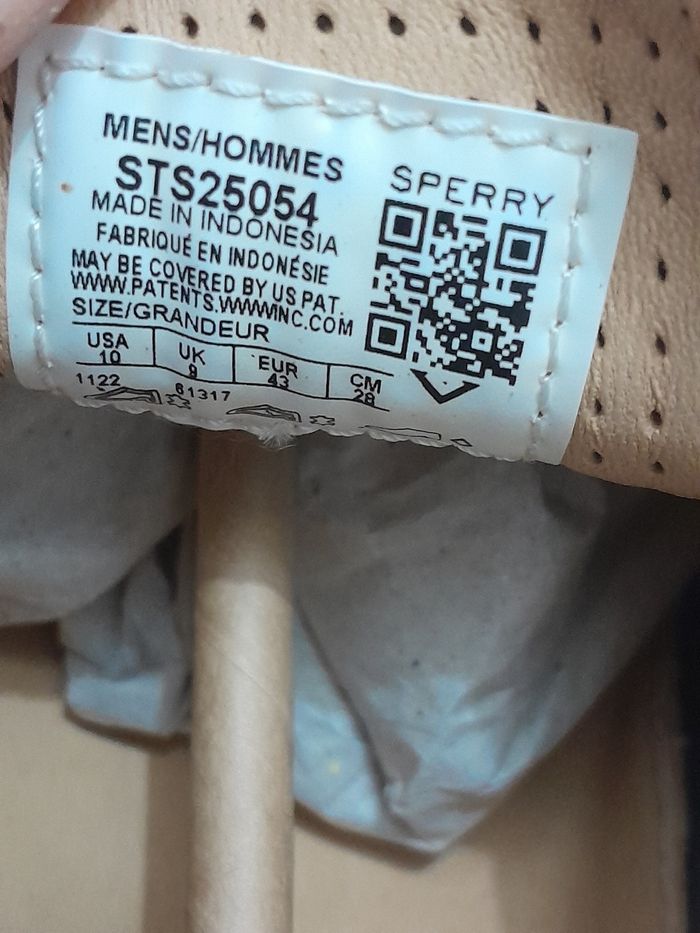 MENS/HOMMES
STS25054
MADE IN INDONESIA
FABRIQUÉ EN INDONÉSIE
MAY BE COVERED BY US PAT.
WWW.PATENTS.WWWINC.COM
SIZE/GRANDEUR
USA UK EUR CM
10 9 43 28
1122 81317
SPERRY